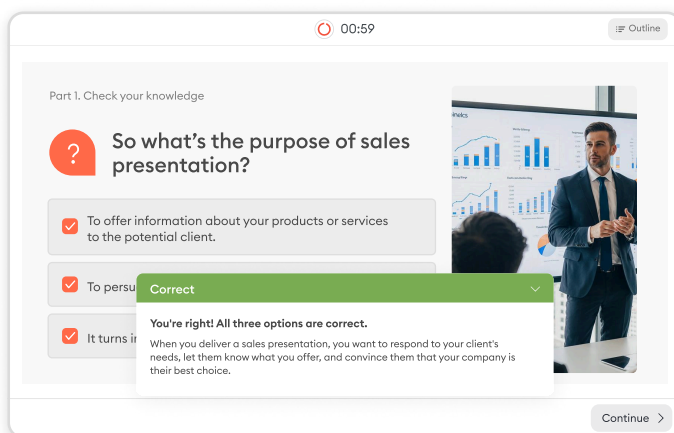 00:59
Outline
Part 1. Check your knowledge
?
So what's the purpose of sales
presentation?
To offer information about your products or services
to the potential client.
To persu
Correct
You're right! All three options are correct.
It turns
When you deliver a sales presentation, you want to respond to your client's
needs, let them know what you offer, and convince them that your company is
their best choice.
Continue